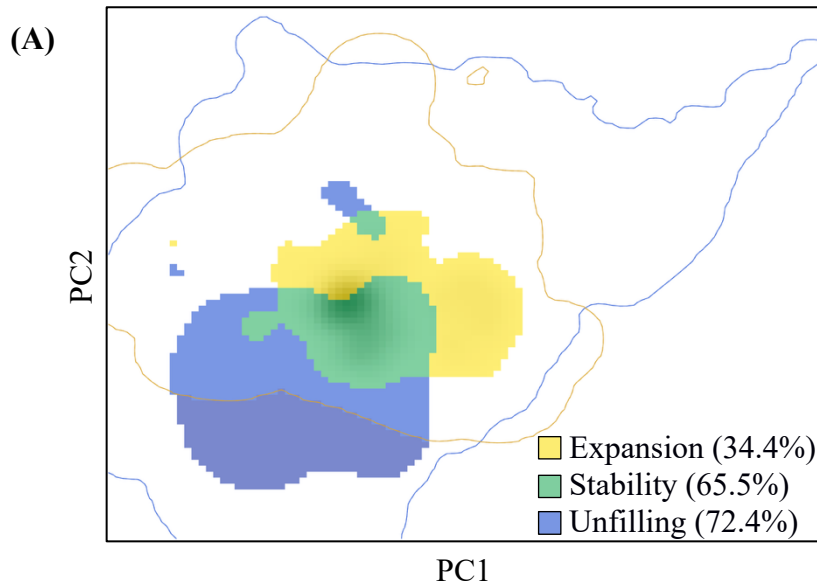 (A)
PC2
Expansion (34.4%)
Stability (65.5%)
Unfilling (72.4%)
PC1